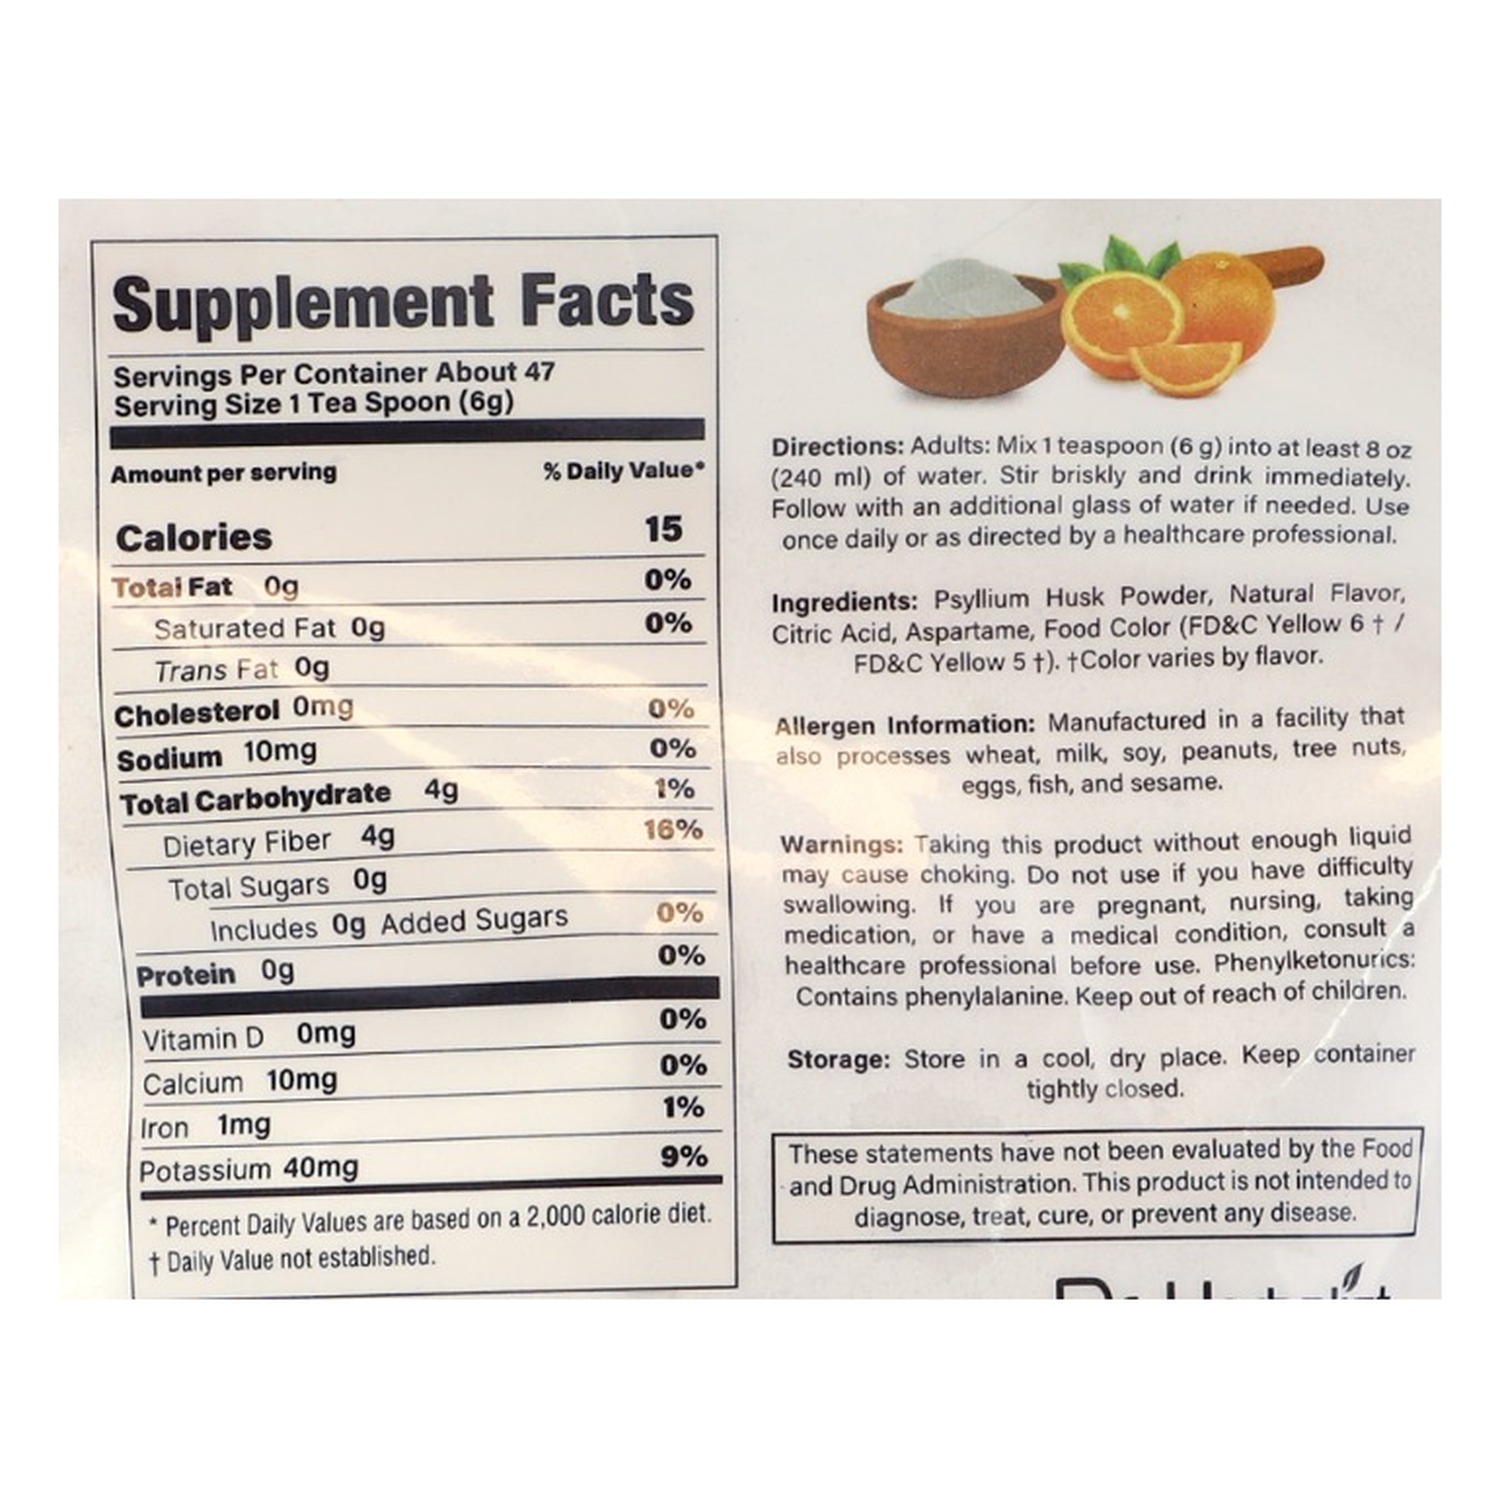 Supplement Facts
Servings Per Container About 47
Serving Size 1 Tea Spoon (6g)
Amount per serving % Daily Value*
Calories 15
Total Fat 0g 0%
Saturated Fat 0g 0%
Trans Fat 0g
Cholesterol 0mg 0%
Sodium 10mg 0%
Total Carbohydrate 4g 1%
Dietary Fiber 4g 16%
Total Sugars 0g
Includes 0g Added Sugars 0%
Protein 0g 0%
Vitamin D 0mg 0%
Calcium 10mg 0%
Iron 1mg 1%
Potassium 40mg 9%
* Percent Daily Values are based on a 2,000 calorie diet.
† Daily Value not established.
Directions: Adults: Mix 1 teaspoon (6 g) into at least 8 oz
(240 ml) of water. Stir briskly and drink immediately.
Follow with an additional glass of water if needed. Use
once daily or as directed by a healthcare professional.
Ingredients: Psyllium Husk Powder, Natural Flavor,
Citric Acid, Aspartame, Food Color (FD&C Yellow 6 † /
FD&C Yellow 5 †). †Color varies by flavor.
Allergen Information: Manufactured in a facility that
also processes wheat, milk, soy, peanuts, tree nuts,
eggs, fish, and sesame.
Warnings: Taking this product without enough liquid
may cause choking. Do not use if you have difficulty
swallowing. If you are pregnant, nursing, taking
medication, or have a medical condition, consult a
healthcare professional before use. Phenylketonurics:
Contains phenylalanine. Keep out of reach of children.
Storage: Store in a cool, dry place. Keep container
tightly closed.
These statements have not been evaluated by the Food
and Drug Administration. This product is not intended to
diagnose, treat, cure, or prevent any disease.